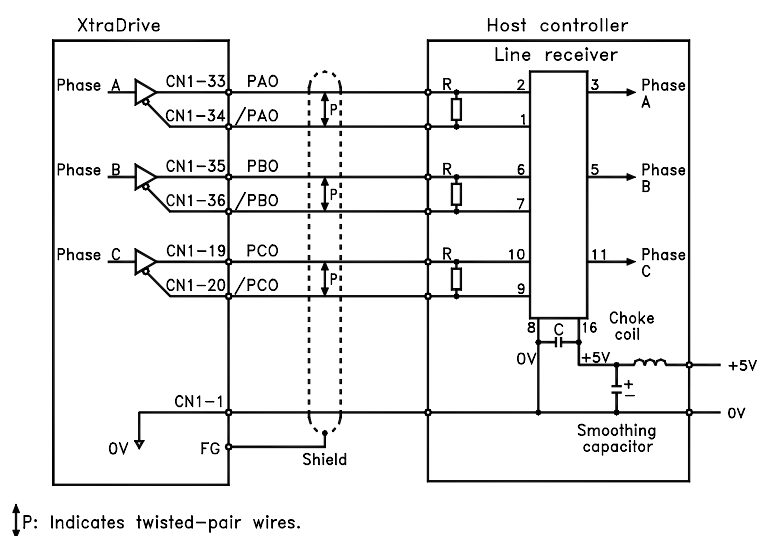 XtraDrive
Host controller
Line receiver
Phase A
CN1-33
PAO
P
R
2
3
Phase A
CN1-34
/PAO
1
Phase B
CN1-35
PBO
P
R
6
5
Phase B
CN1-36
/PBO
7
Phase C
CN1-19
PCO
P
R
10
11
Phase C
CN1-20
/PCO
9
8
C
16
Choke
coil
0V
+5V
+5V
+
−
CN1-1
0V
0V
FG
Shield
Smoothing
capacitor
P: Indicates twisted-pair wires.